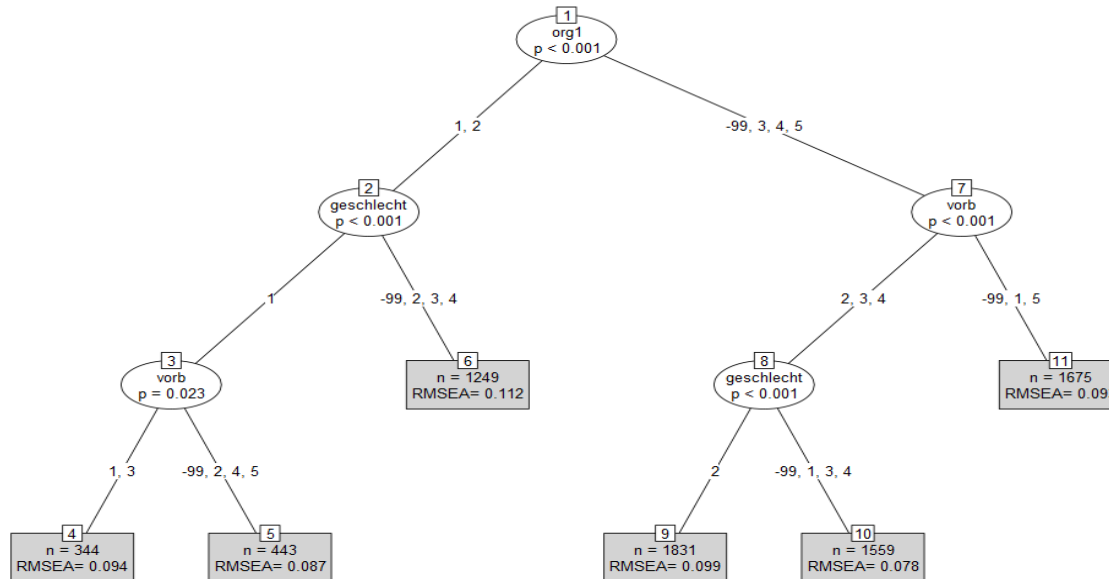 1
org1
p < 0.001
1, 2
-99, 3, 4, 5
2
geschlecht
p < 0.001
7
vorb
p < 0.001
1
-99, 2, 3, 4
2, 3, 4
-99, 1, 5
3
vorb
p = 0.023
6
n = 1249
RMSEA= 0.112
8
geschlecht
p < 0.001
11
n = 1675
RMSEA= 0.09
1, 3
-99, 2, 4, 5
2
-99, 1, 3, 4
4
n = 344
RMSEA= 0.094
5
n = 443
RMSEA= 0.087
9
n = 1831
RMSEA= 0.099
10
n = 1559
RMSEA= 0.078